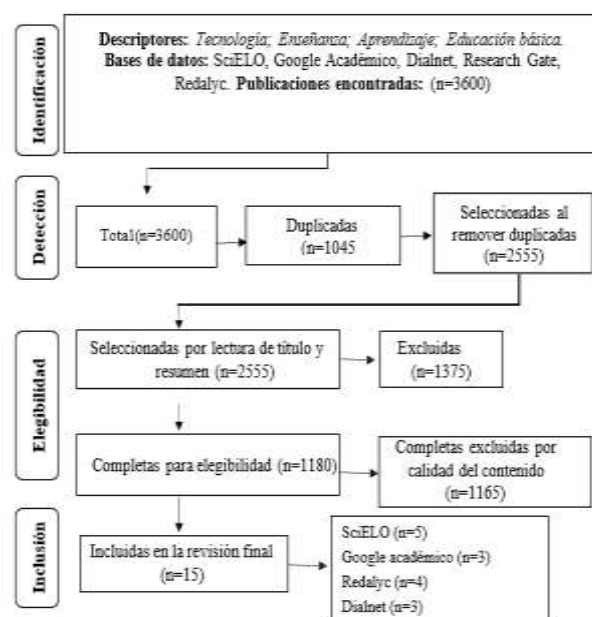 Identificación
Descriptores: Tecnología; Enseñanza; Aprendizaje; Educación básica
Bases de datos: SciELO, Google Académico, Dialnet, Research Gate,
Redalyc. Publicaciones encontradas: (n=3600)
Detección
Total(n=3600)
Duplicadas
(n=1045
Seleccionadas al
remover duplicadas
(n=2555)
Elegibilidad
Seleccionadas por lectura de título y
resumen (n=2555)
Excluidas
(n=1375)
Completas para elegibilidad (n=1180)
Completas excluidas por
calidad del contenido
(n=1165)
Inclusión
Incluidas en la revisión final
(n=15)
SciELO (n=5)
Google académico (n=3)
Redalyc (n=4)
Dialnet (n=3)